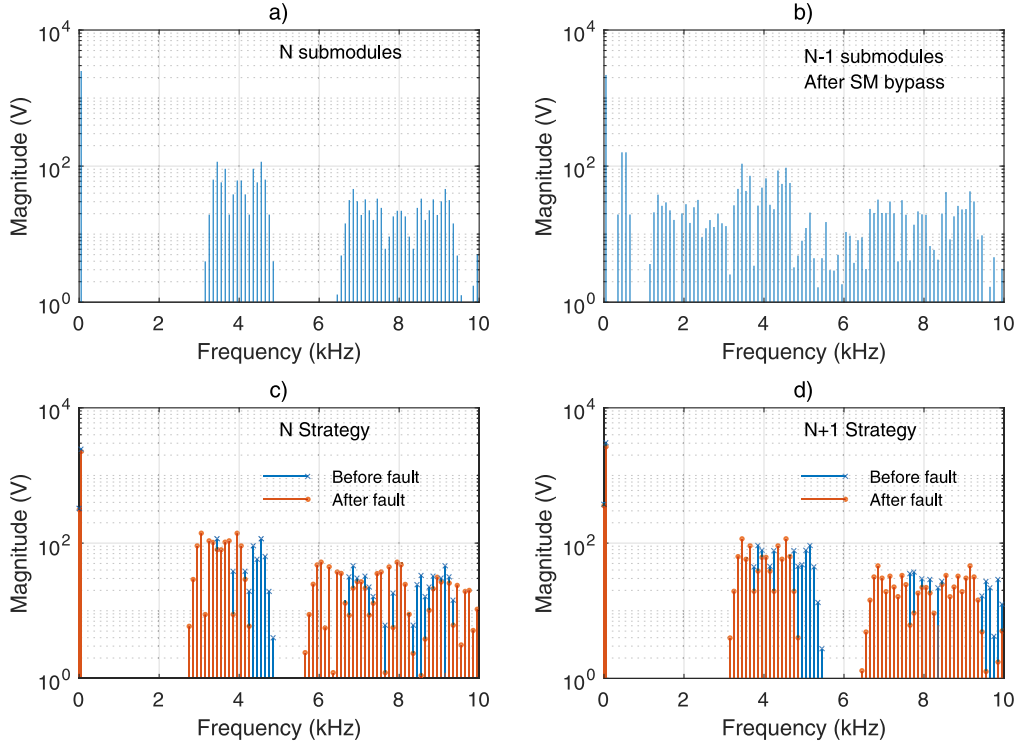 a)
10^4
N submodules
10^2
10^0
Magnitude (V)
0 2 4 6 8 10
Frequency (kHz)
b)
10^4
N-1 submodules
After SM bypass
10^2
10^0
Magnitude (V)
0 2 4 6 8 10
Frequency (kHz)
c)
10^4
N Strategy
Before fault
After fault
10^2
10^0
Magnitude (V)
0 2 4 6 8 10
Frequency (kHz)
d)
10^4
N+1 Strategy
Before fault
After fault
10^2
10^0
Magnitude (V)
0 2 4 6 8 10
Frequency (kHz)